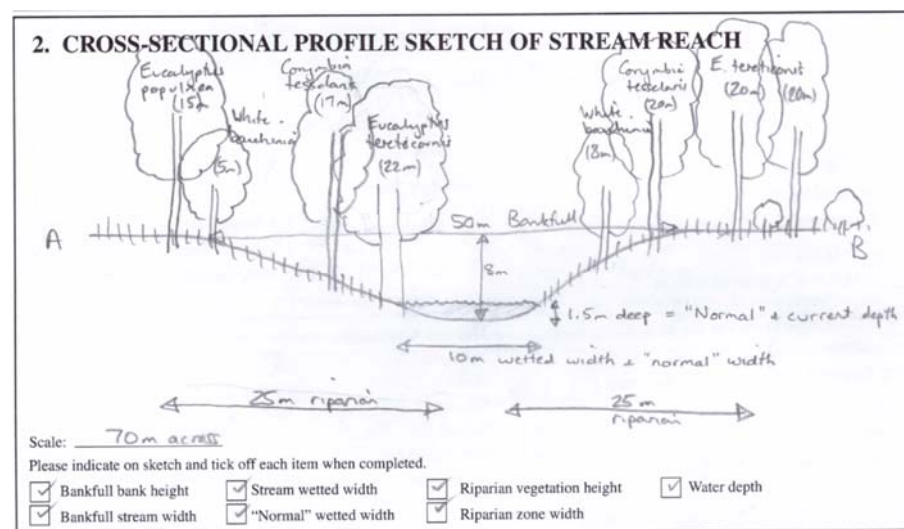 2. CROSS-SECTIONAL PROFILE SKETCH OF STREAM REACH
Eucalyptus
populnea
(15m
White
bauhinia
(5m)
Corymbia
tesselaris
(17m)
Eucalyptus
teretecornis
(22m)
White
bauhinia
(8m)
Corymbia
tesselaris
(20m)
E. tereticornis
(20m)
(20m)
50m Bankfull
A
B
8m
1.5m deep = "Normal" & current depth
10m wetted width & "normal" width
25m riparian
25m
riparian
Scale: 70m across
Please indicate on sketch and tick off each item when completed.
Bankfull bank height
Stream wetted width
Riparian vegetation height
Water depth
Bankfull stream width
"Normal" wetted width
Riparian zone width